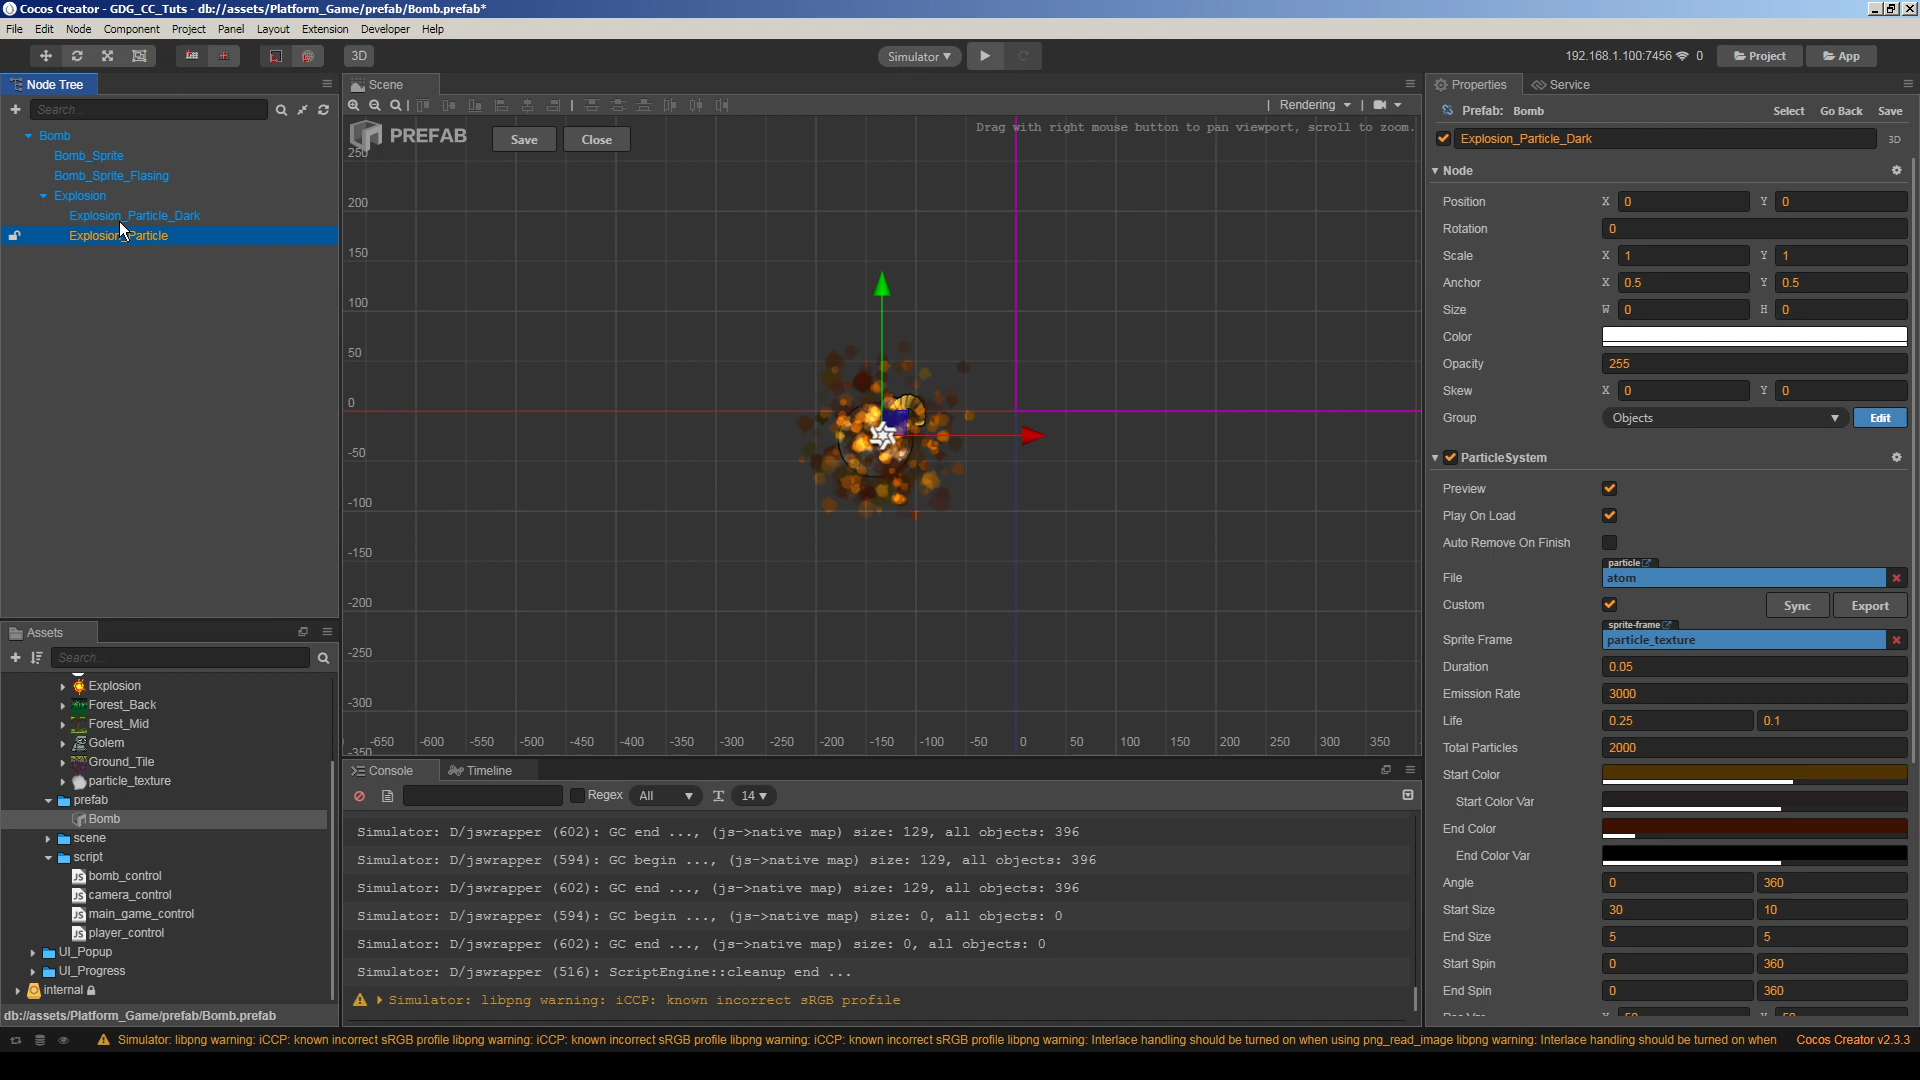 Cocos Creator - GDG_CC_Tuts - db://assets/Platform_Game/prefab/Bomb.prefab*
File Edit Node Component Project Panel Layout Extension Developer Help
3D Simulator 192.168.1.100:7456 0 Project App
Node Tree
Search...
Bomb
Bomb_Sprite
Bomb_Sprite_Flasing
Explosion
Explosion_Particle_Dark
Explosion_Particle
Scene
Rendering
PREFAB Save Close
Drag with right mouse button to pan viewport, scroll to zoom.
250
200
150
100
50
0
-50
-100
-150
-200
-250
-300
-350
-650 -600 -550 -500 -450 -400 -350 -300 -250 -200 -150 -100 -50 0 50 100 150 200 250 300 350
Assets
Search...
Explosion
Forest_Back
Forest_Mid
Golem
Ground_Tile
particle_texture
prefab
Bomb
scene
script
bomb_control
camera_control
main_game_control
player_control
UI_Popup
UI_Progress
internal
db://assets/Platform_Game/prefab/Bomb.prefab
Console Timeline
Regex All 14
Simulator: D/jswrapper (602): GC end ..., (js->native map) size: 129, all objects: 396
Simulator: D/jswrapper (594): GC begin ..., (js->native map) size: 129, all objects: 396
Simulator: D/jswrapper (602): GC end ..., (js->native map) size: 129, all objects: 396
Simulator: D/jswrapper (594): GC begin ..., (js->native map) size: 0, all objects: 0
Simulator: D/jswrapper (602): GC end ..., (js->native map) size: 0, all objects: 0
Simulator: D/jswrapper (516): ScriptEngine::cleanup end ...
Simulator: libpng warning: iCCP: known incorrect sRGB profile
Properties Service
Prefab: Bomb Select Go Back Save
Explosion_Particle_Dark 3D
Node
Position X 0 Y 0
Rotation 0
Scale X 1 Y 1
Anchor X 0.5 Y 0.5
Size W 0 H 0
Color
Opacity 255
Skew X 0 Y 0
Group Objects Edit
ParticleSystem
Preview
Play On Load
Auto Remove On Finish
particle
File atom
Custom Sync Export
sprite-frame
Sprite Frame particle_texture
Duration 0.05
Emission Rate 3000
Life 0.25 0.1
Total Particles 2000
Start Color
Start Color Var
End Color
End Color Var
Angle 0 360
Start Size 30 10
End Size 5 5
Start Spin 0 360
End Spin 0 360
Simulator: libpng warning: iCCP: known incorrect sRGB profile libpng warning: iCCP: known incorrect sRGB profile libpng warning: iCCP: known incorrect sRGB profile libpng warning: Interlace handling should be turned on when using png_read_image libpng warning: Interlace handling should be turned on when
Cocos Creator v2.3.3